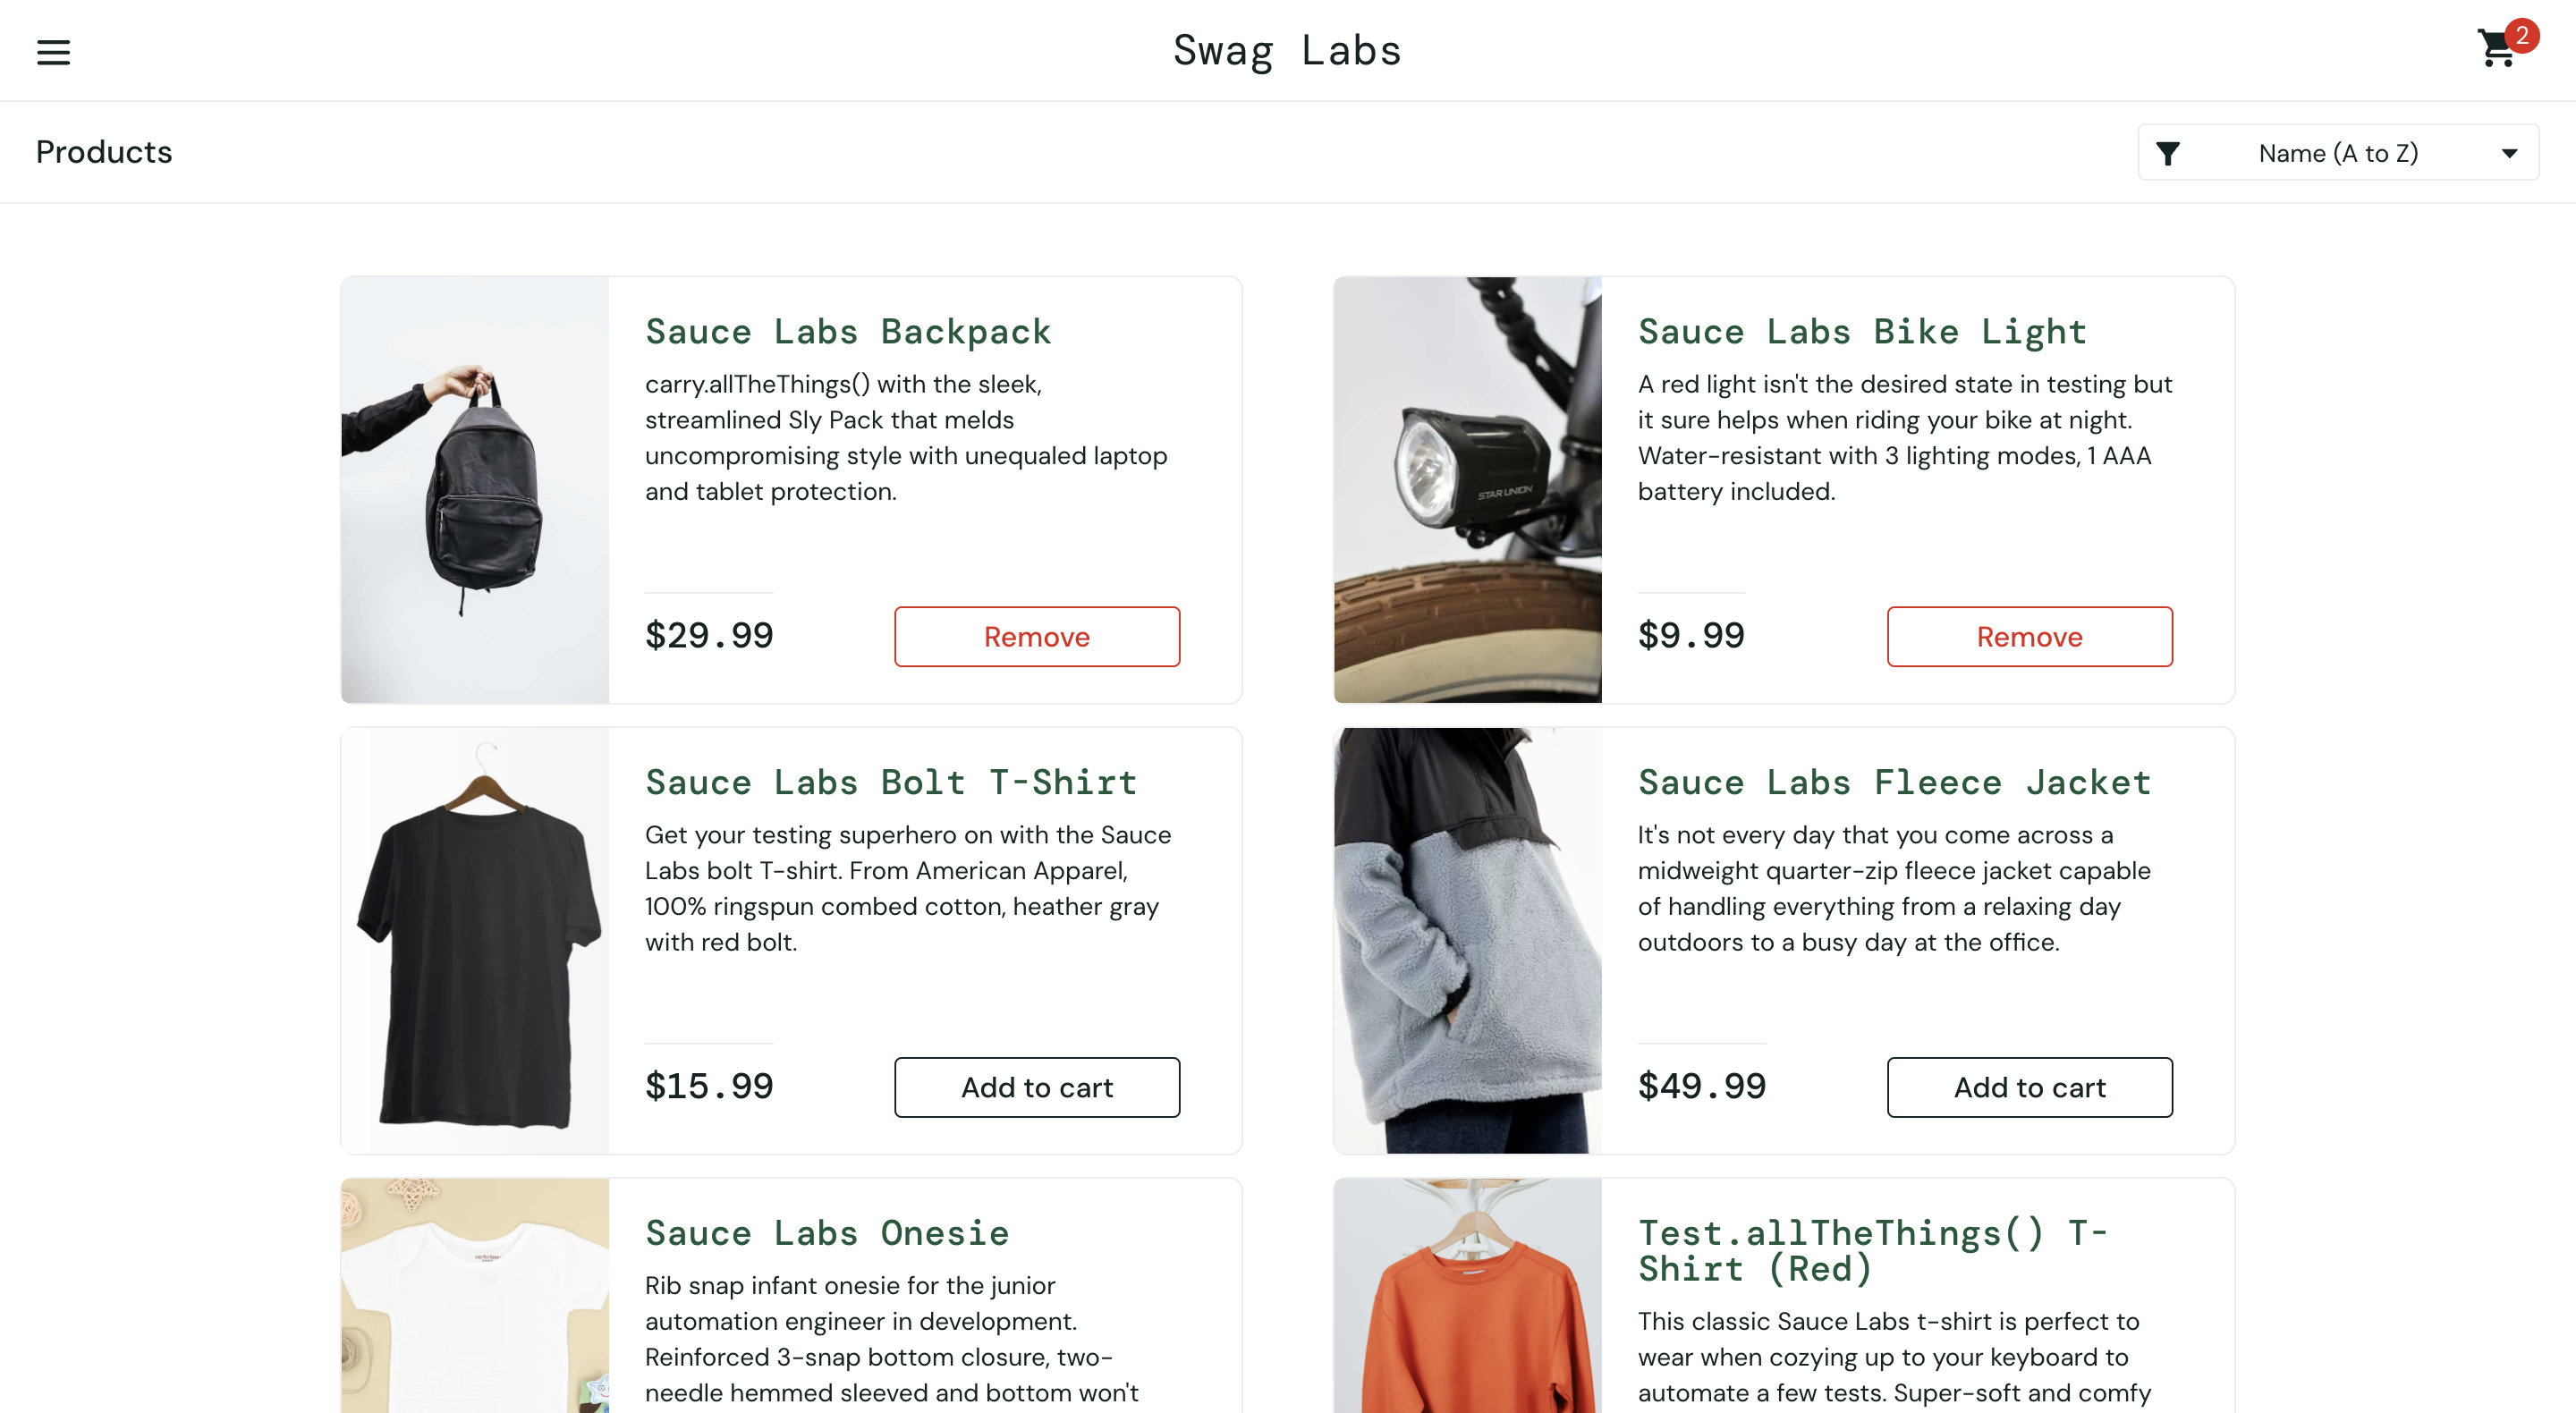 Swag Labs
2
Products
Name (A to Z)
Sauce Labs Backpack
carry.allTheThings() with the sleek,
streamlined Sly Pack that melds
uncompromising style with unequaled laptop
and tablet protection.
$29.99
Remove
STAR UNION
Sauce Labs Bike Light
A red light isn't the desired state in testing but
it sure helps when riding your bike at night.
Water-resistant with 3 lighting modes, 1 AAA
battery included.
$9.99
Remove
Sauce Labs Bolt T-Shirt
Get your testing superhero on with the Sauce
Labs bolt T-shirt. From American Apparel,
100% ringspun combed cotton, heather gray
with red bolt.
$15.99
Add to cart
Sauce Labs Fleece Jacket
It's not every day that you come across a
midweight quarter-zip fleece jacket capable
of handling everything from a relaxing day
outdoors to a busy day at the office.
$49.99
Add to cart
Sauce Labs Onesie
Rib snap infant onesie for the junior
automation engineer in development.
Reinforced 3-snap bottom closure, two-
needle hemmed sleeved and bottom won't
Test.allTheThings() T-
Shirt (Red)
This classic Sauce Labs t-shirt is perfect to
wear when cozying up to your keyboard to
automate a few tests. Super-soft and comfy